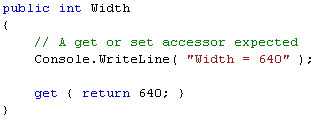 public int Width
{
// A get or set accessor expected
Console.WriteLine( "Width = 640" );
get { return 640; }
}